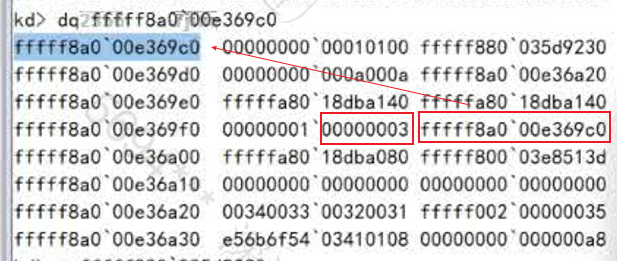 kd> dq fffff8a0`00e369c0
fffff8a0`00e369c0 00000000`00010100 fffff880`035d9230
fffff8a0`00e369d0 00000000`000a000a fffff8a0`00e36a20
fffff8a0`00e369e0 fffffa80`18dba140 fffffa80`18dba140
fffff8a0`00e369f0 00000001`00000003 fffff8a0`00e369c0
fffff8a0`00e36a00 fffffa80`18dba080 fffff800`03e8513d
fffff8a0`00e36a10 00000000`00000000 00000000`00000000
fffff8a0`00e36a20 00340033`00320031 fffff002`00000035
fffff8a0`00e36a30 e56b6f54`03410108 00000000`000000a8